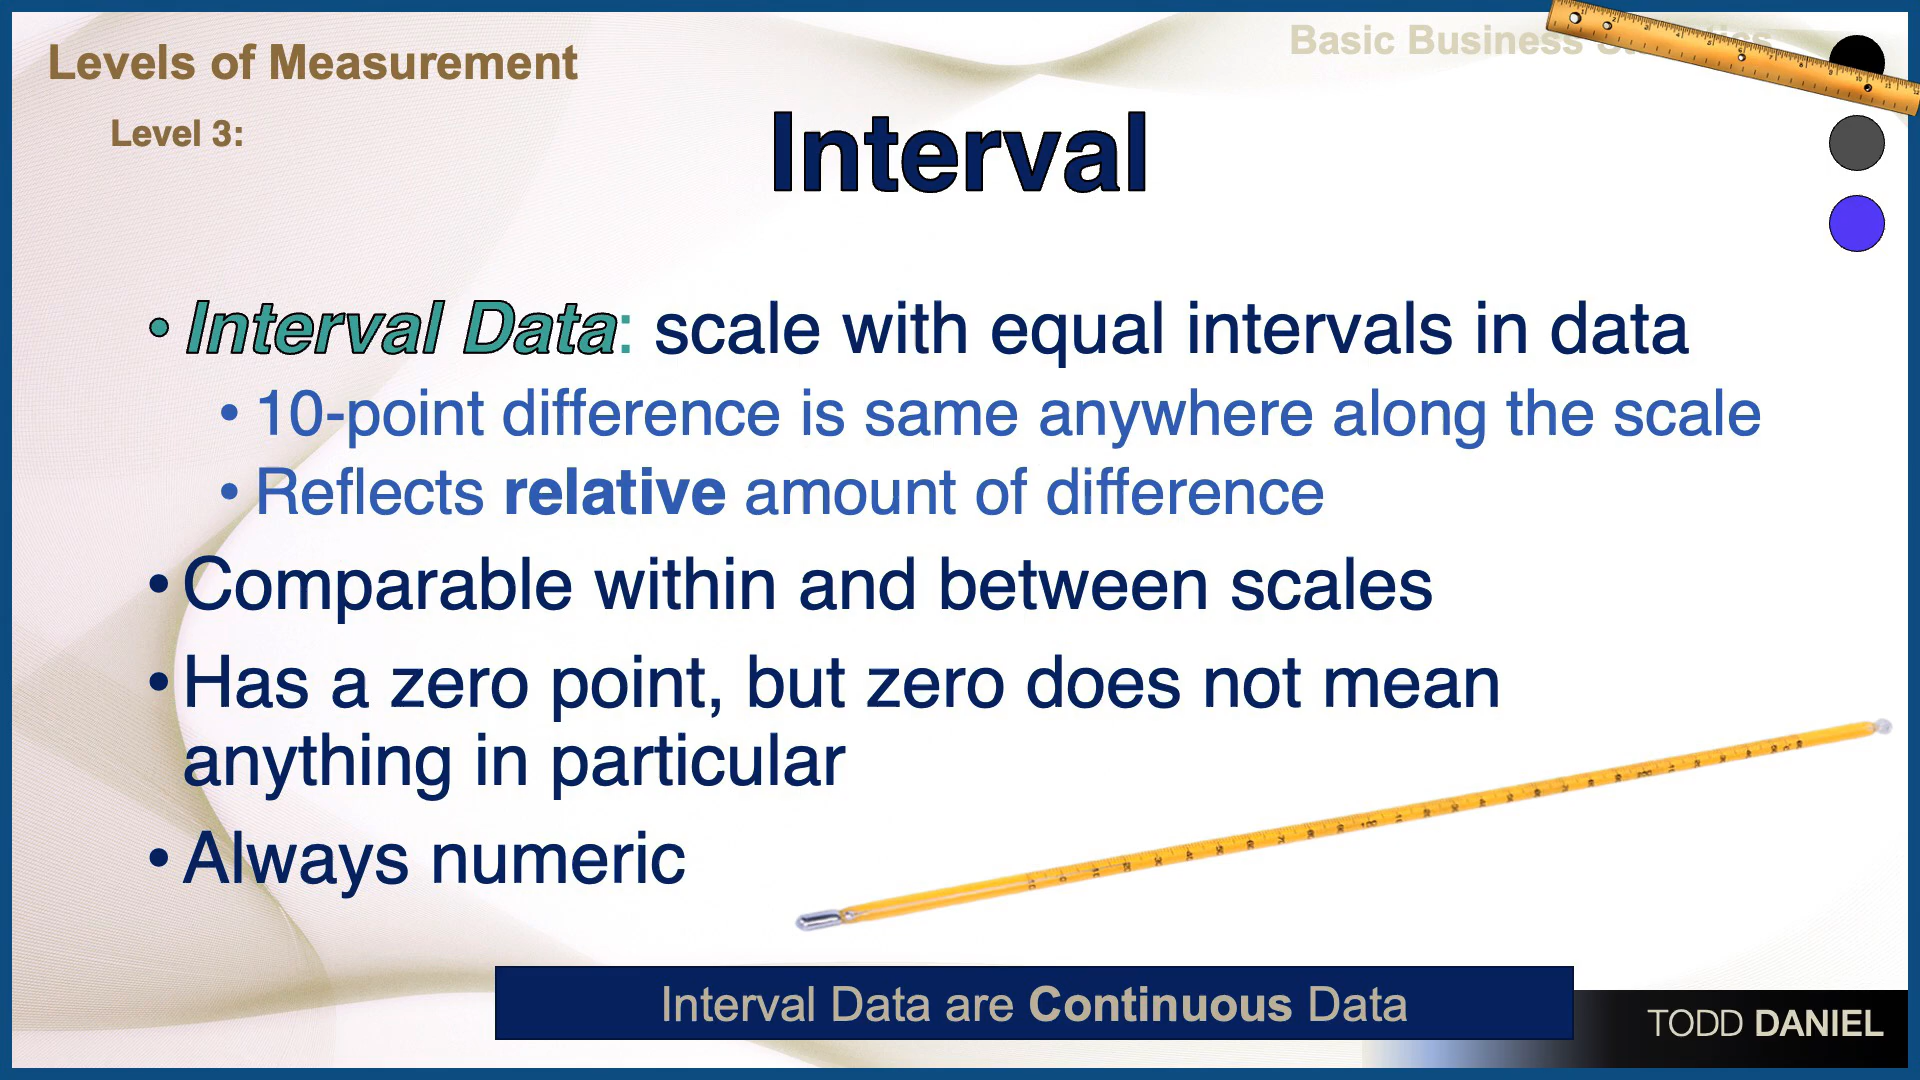 Levels of Measurement
Basic Business
Level 3:
Interval
• Interval Data: scale with equal intervals in data
• 10-point difference is same anywhere along the scale
• Reflects relative amount of difference
• Comparable within and between scales
• Has a zero point, but zero does not mean
anything in particular
• Always numeric
Interval Data are Continuous Data
TODD DANIEL